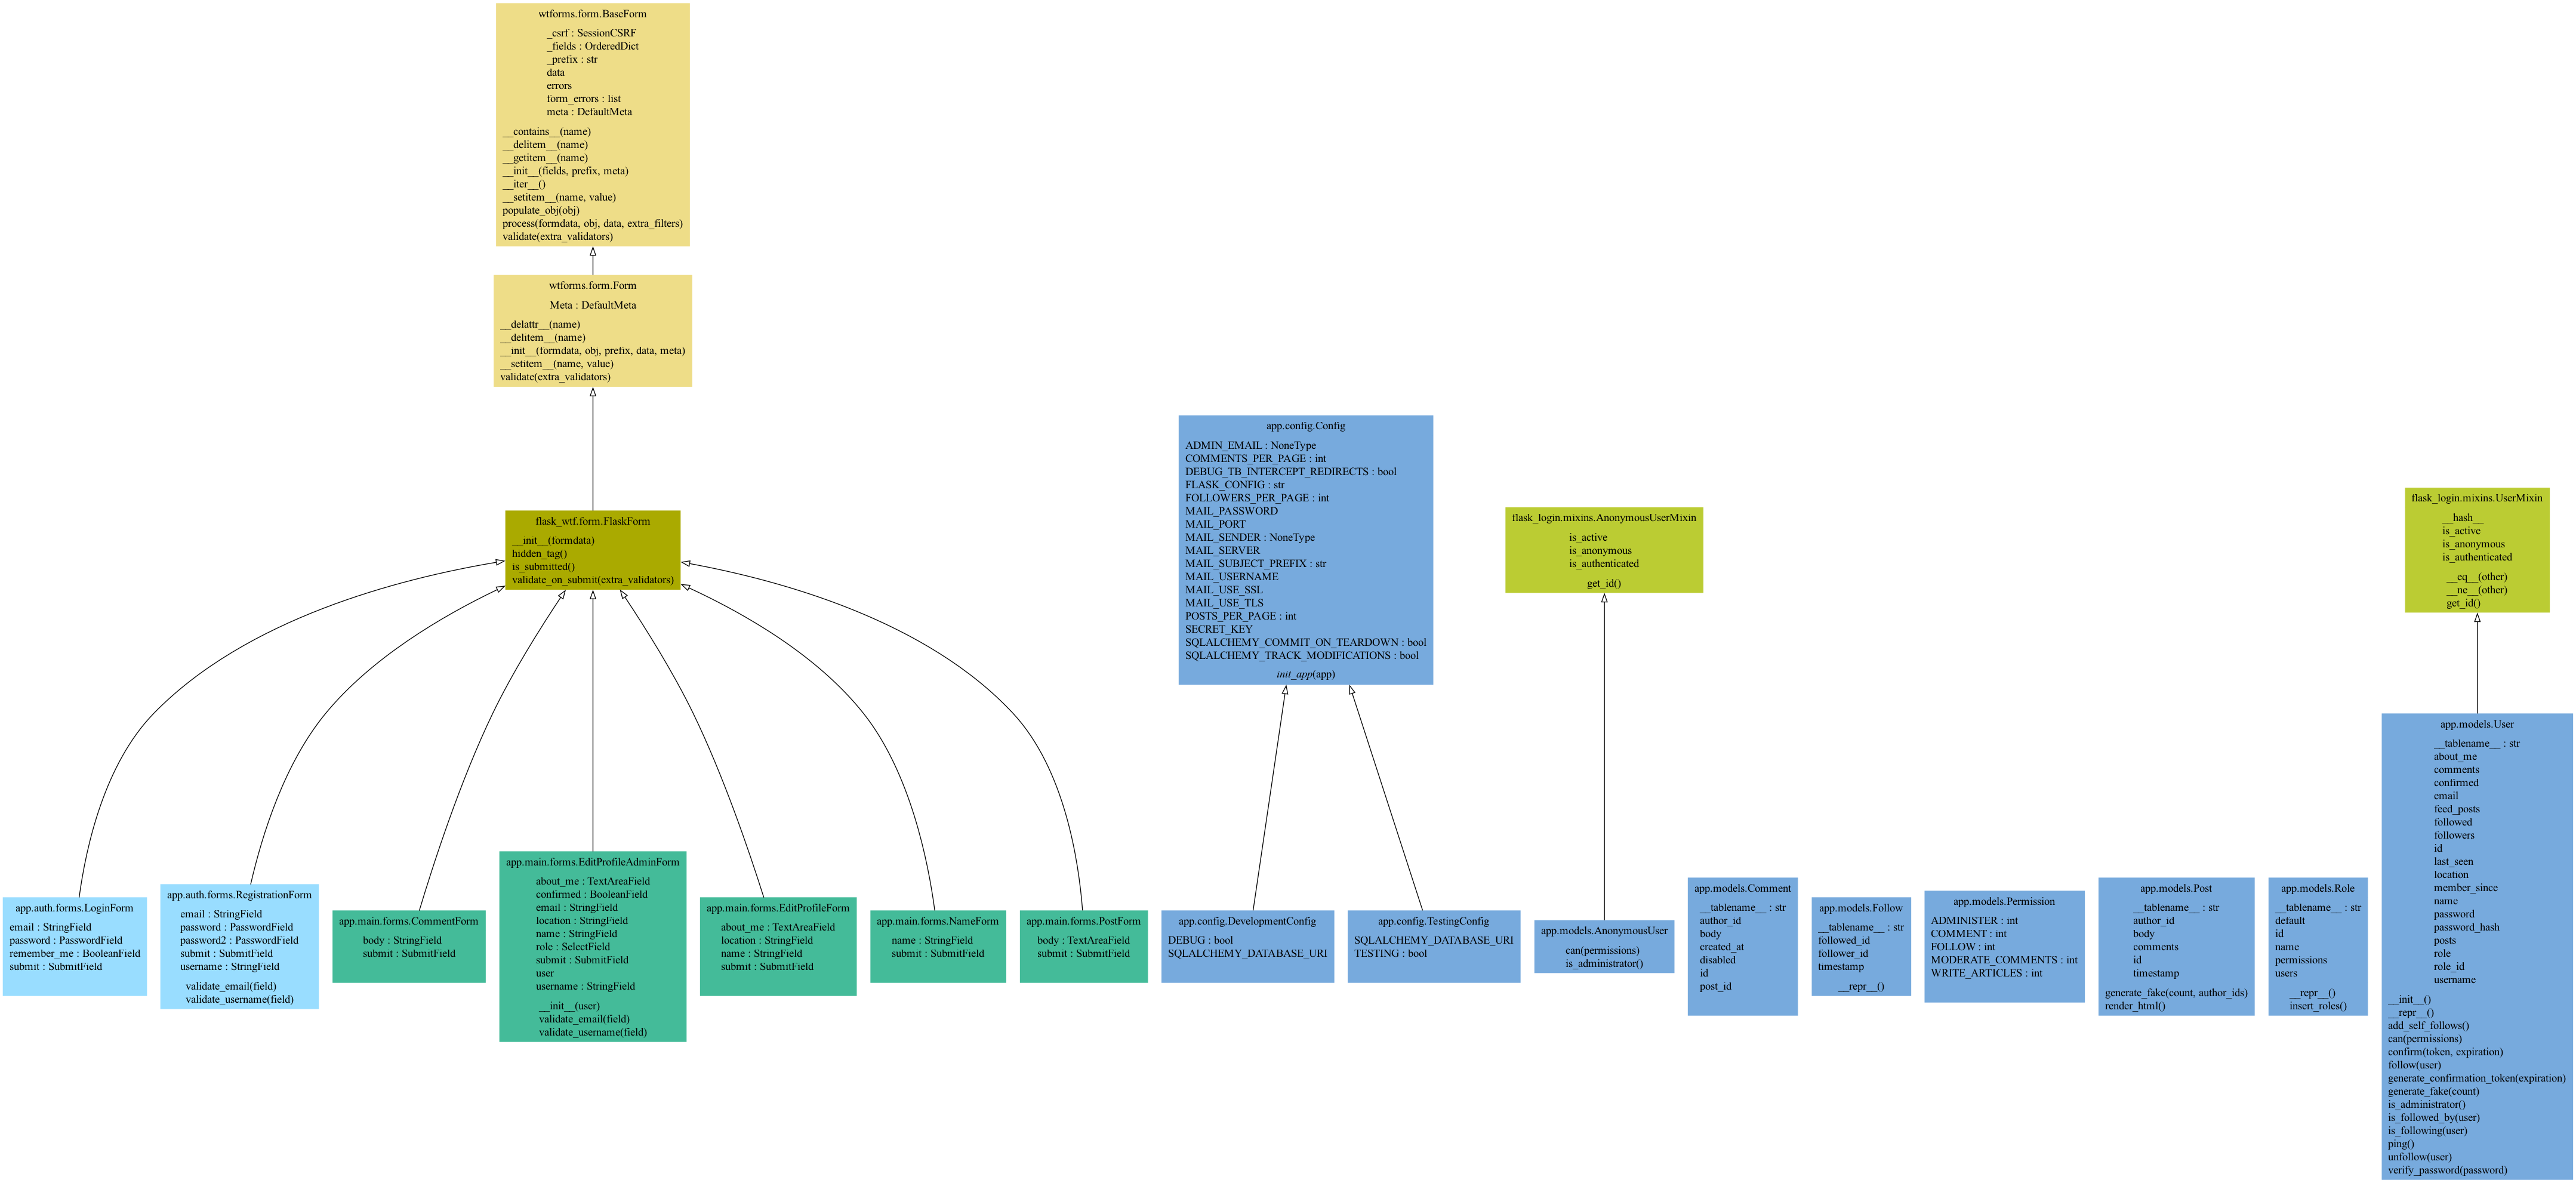 wtforms.form.BaseForm
_csrf : SessionCSRF
_fields : OrderedDict
_prefix : str
data
errors
form_errors : list
meta : DefaultMeta
__contains__(name)
__delitem__(name)
__getitem__(name)
__init__(fields, prefix, meta)
__iter__()
__setitem__(name, value)
populate_obj(obj)
process(formdata, obj, data, extra_filters)
validate(extra_validators)
wtforms.form.Form
Meta : DefaultMeta
__delattr__(name)
__delitem__(name)
__init__(formdata, obj, prefix, data, meta)
__setitem__(name, value)
validate(extra_validators)
flask_wtf.form.FlaskForm
__init__(formdata)
hidden_tag()
is_submitted()
validate_on_submit(extra_validators)
app.config.Config
ADMIN_EMAIL : NoneType
COMMENTS_PER_PAGE : int
DEBUG_TB_INTERCEPT_REDIRECTS : bool
FLASK_CONFIG : str
FOLLOWERS_PER_PAGE : int
MAIL_PASSWORD
MAIL_PORT
MAIL_SENDER : NoneType
MAIL_SERVER
MAIL_SUBJECT_PREFIX : str
MAIL_USERNAME
MAIL_USE_SSL
MAIL_USE_TLS
POSTS_PER_PAGE : int
SECRET_KEY
SQLALCHEMY_COMMIT_ON_TEARDOWN : bool
SQLALCHEMY_TRACK_MODIFICATIONS : bool
init_app(app)
flask_login.mixins.AnonymousUserMixin
is_active
is_anonymous
is_authenticated
get_id()
flask_login.mixins.UserMixin
__hash__
is_active
is_anonymous
is_authenticated
__eq__(other)
__ne__(other)
get_id()
app.auth.forms.LoginForm
email : StringField
password : PasswordField
remember_me : BooleanField
submit : SubmitField
app.auth.forms.RegistrationForm
email : StringField
password : PasswordField
password2 : PasswordField
submit : SubmitField
username : StringField
validate_email(field)
validate_username(field)
app.main.forms.CommentForm
body : StringField
submit : SubmitField
app.main.forms.EditProfileAdminForm
about_me : TextAreaField
confirmed : BooleanField
email : StringField
location : StringField
name : StringField
role : SelectField
submit : SubmitField
user
username : StringField
__init__(user)
validate_email(field)
validate_username(field)
app.main.forms.EditProfileForm
about_me : TextAreaField
location : StringField
name : StringField
submit : SubmitField
app.main.forms.NameForm
name : StringField
submit : SubmitField
app.main.forms.PostForm
body : TextAreaField
submit : SubmitField
app.config.DevelopmentConfig
DEBUG : bool
SQLALCHEMY_DATABASE_URI
app.config.TestingConfig
SQLALCHEMY_DATABASE_URI
TESTING : bool
app.models.AnonymousUser
can(permissions)
is_administrator()
app.models.Comment
__tablename__ : str
author_id
body
created_at
disabled
id
post_id
app.models.Follow
__tablename__ : str
followed_id
follower_id
timestamp
__repr__()
app.models.Permission
ADMINISTER : int
COMMENT : int
FOLLOW : int
MODERATE_COMMENTS : int
WRITE_ARTICLES : int
app.models.Post
__tablename__ : str
author_id
body
comments
id
timestamp
generate_fake(count, author_ids)
render_html()
app.models.Role
__tablename__ : str
default
id
name
permissions
users
__repr__()
insert_roles()
app.models.User
__tablename__ : str
about_me
comments
confirmed
email
feed_posts
followed
followers
id
last_seen
location
member_since
name
password
password_hash
posts
role
role_id
username
__init__()
__repr__()
add_self_follows()
can(permissions)
confirm(token, expiration)
follow(user)
generate_confirmation_token(expiration)
generate_fake(count)
is_administrator()
is_followed_by(user)
is_following(user)
ping()
unfollow(user)
verify_password(password)